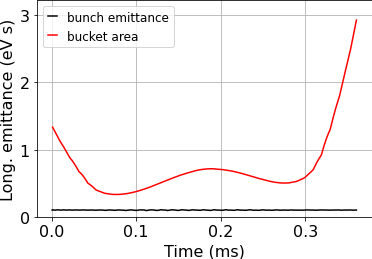 bunch emittance
bucket area
Long. emittance (eV s)
3
2
1
0
0.0 0.1 0.2 0.3
Time (ms)